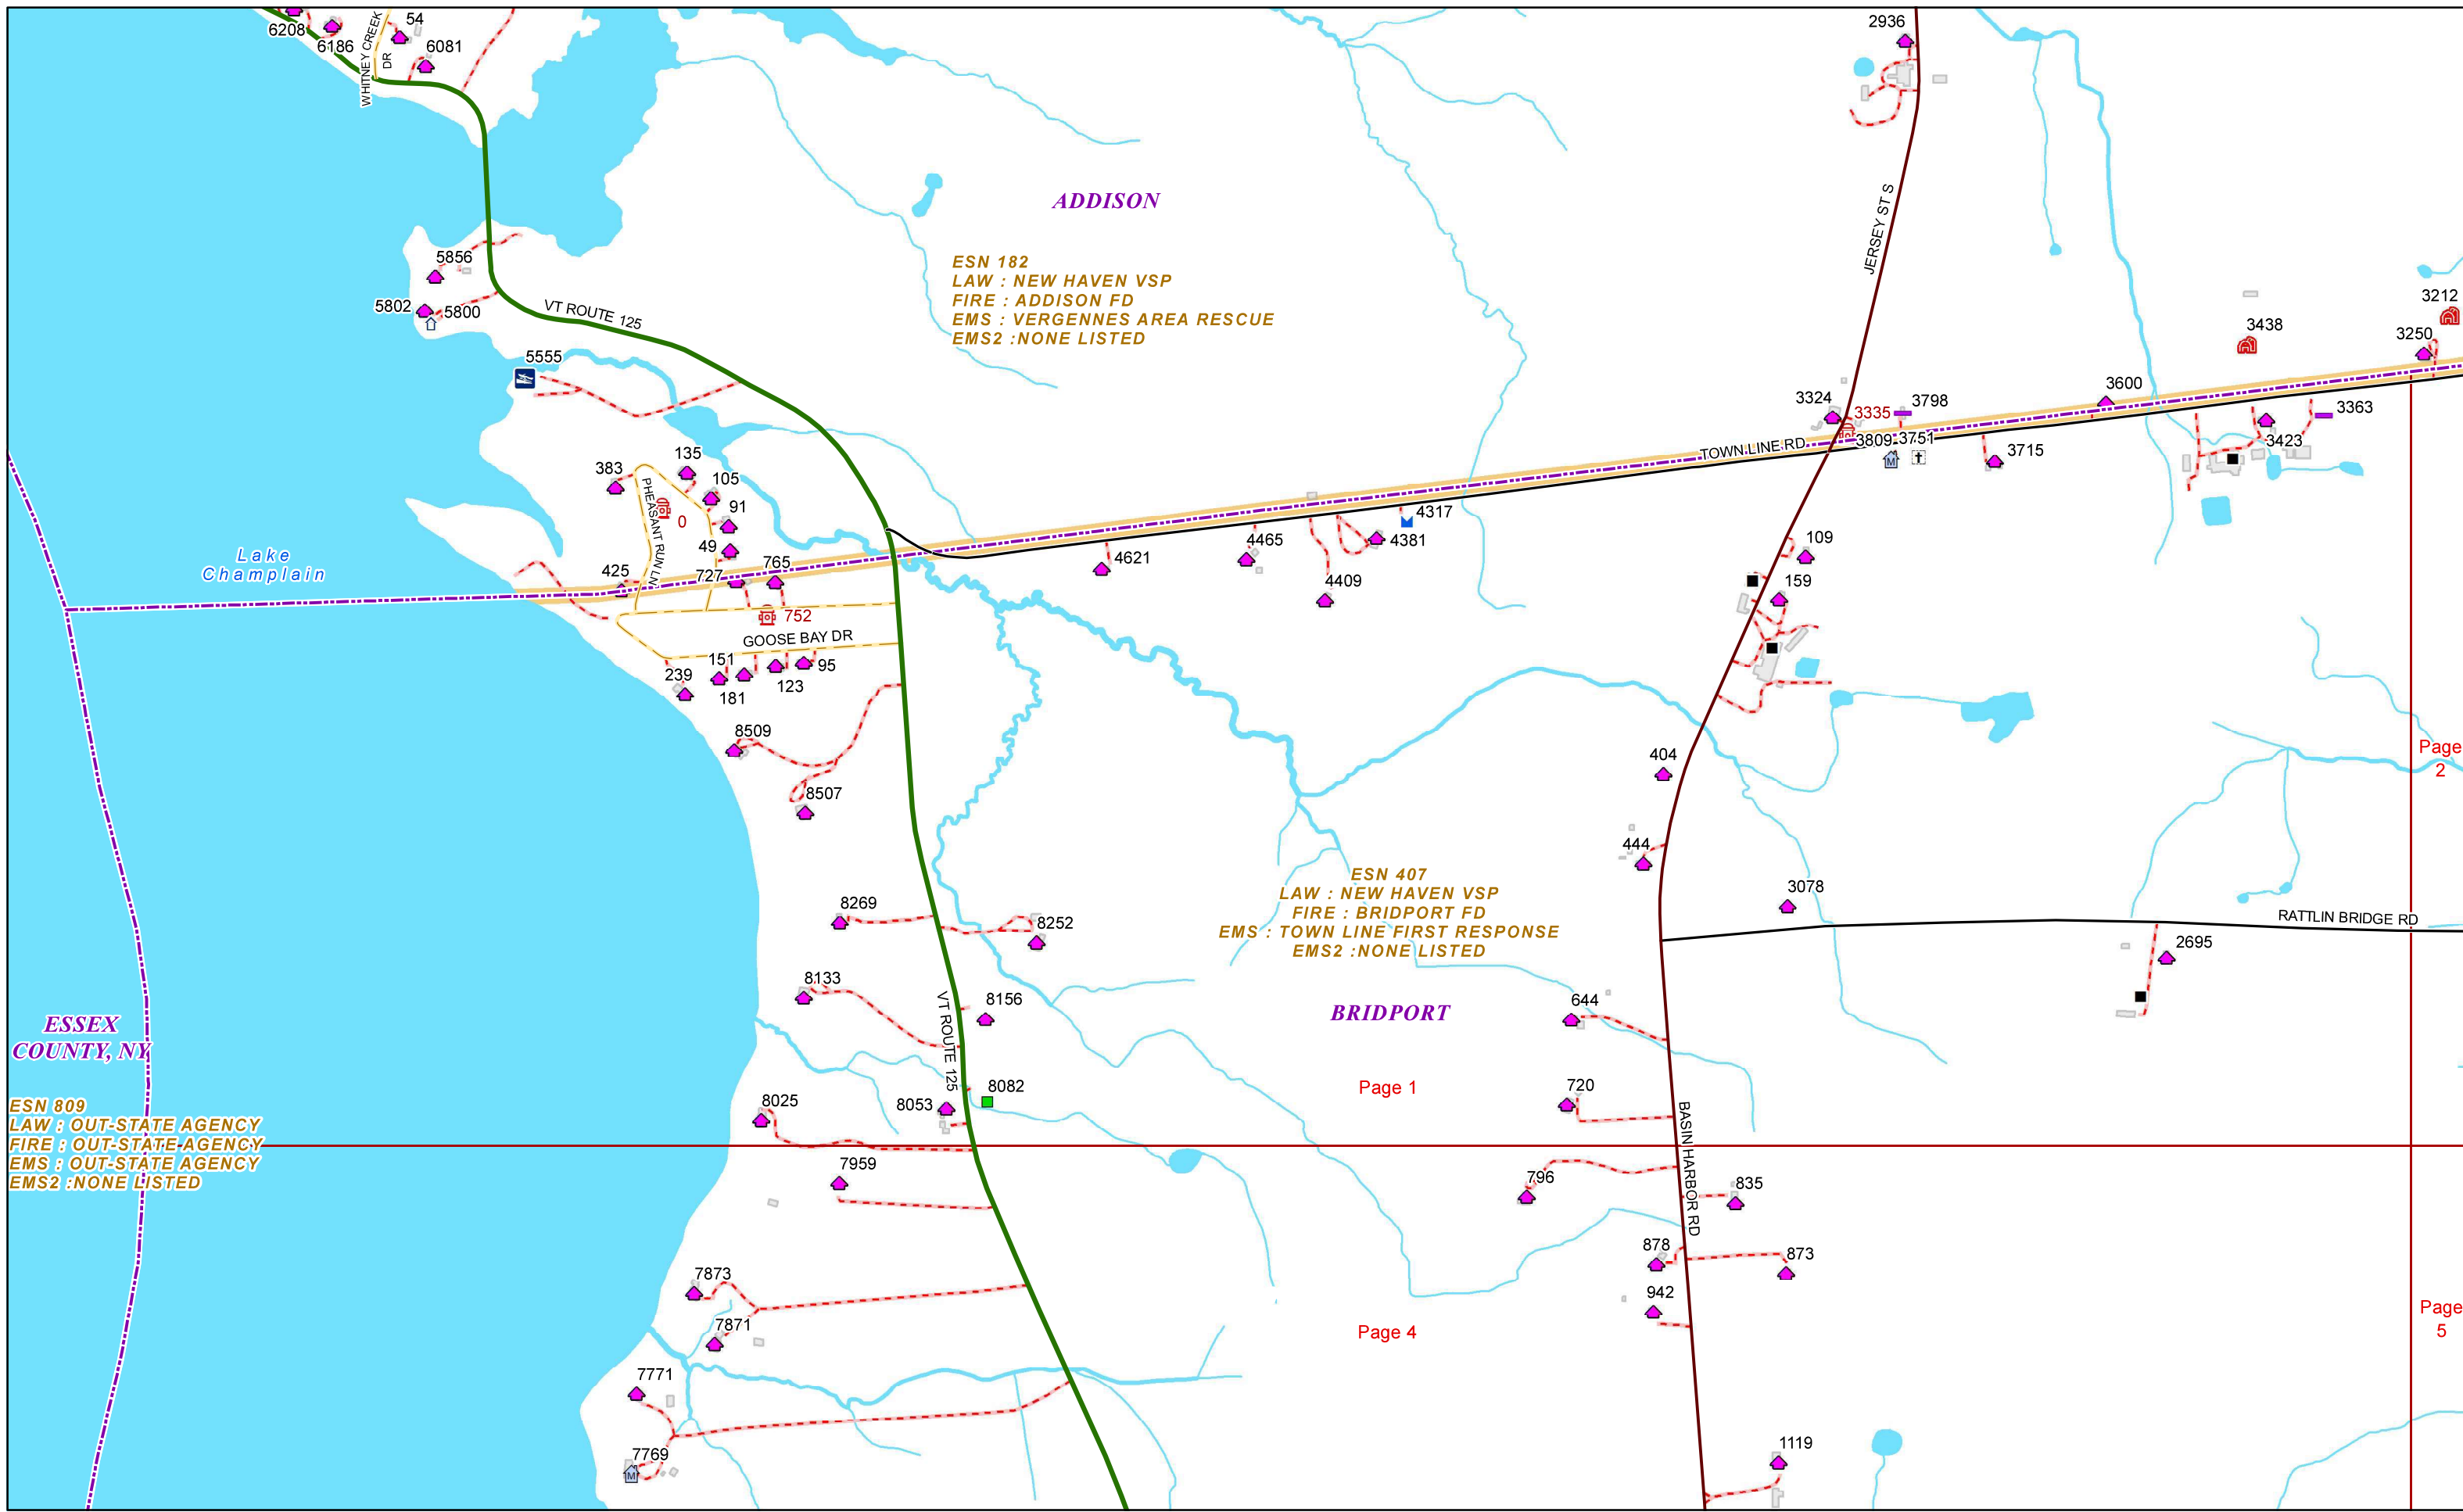 6208
6186
WHITNEY CREEK
DR
54
6081
2936
ADDISON
ESN 182
LAW : NEW HAVEN VSP
FIRE : ADDISON FD
EMS : VERGENNES AREA RESCUE
EMS2 :NONE LISTED
JERSEY ST S
5856
5802
5800
VT ROUTE 125
5555
3212
3438
3250
3600
3324
3335
3798
3363
3809
3751
3423
3715
TOWN LINE RD
383
135
105
91
PHEASANT RUN LN
0
49
4317
4465
4381
4621
4409
109
159
Lake
Champlain
425
727
765
752
GOOSE BAY DR
151
95
239
181
123
8509
8507
404
Page
2
444
3078
8269
8252
ESN 407
LAW : NEW HAVEN VSP
FIRE : BRIDPORT FD
EMS : TOWN LINE FIRST RESPONSE
EMS2 :NONE LISTED
RATTLIN BRIDGE RD
2695
8133
8156
VT ROUTE 125
BRIDPORT
644
ESSEX
COUNTY, NY
Page 1
8082
8053
8025
720
BASIN HARBOR RD
ESN 809
LAW : OUT-STATE AGENCY
FIRE : OUT-STATE-AGENCY
EMS : OUT-STATE AGENCY
EMS2 :NONE LISTED
7959
796
835
878
873
7873
942
7871
Page 4
Page
5
7771
7769
M
M
1119